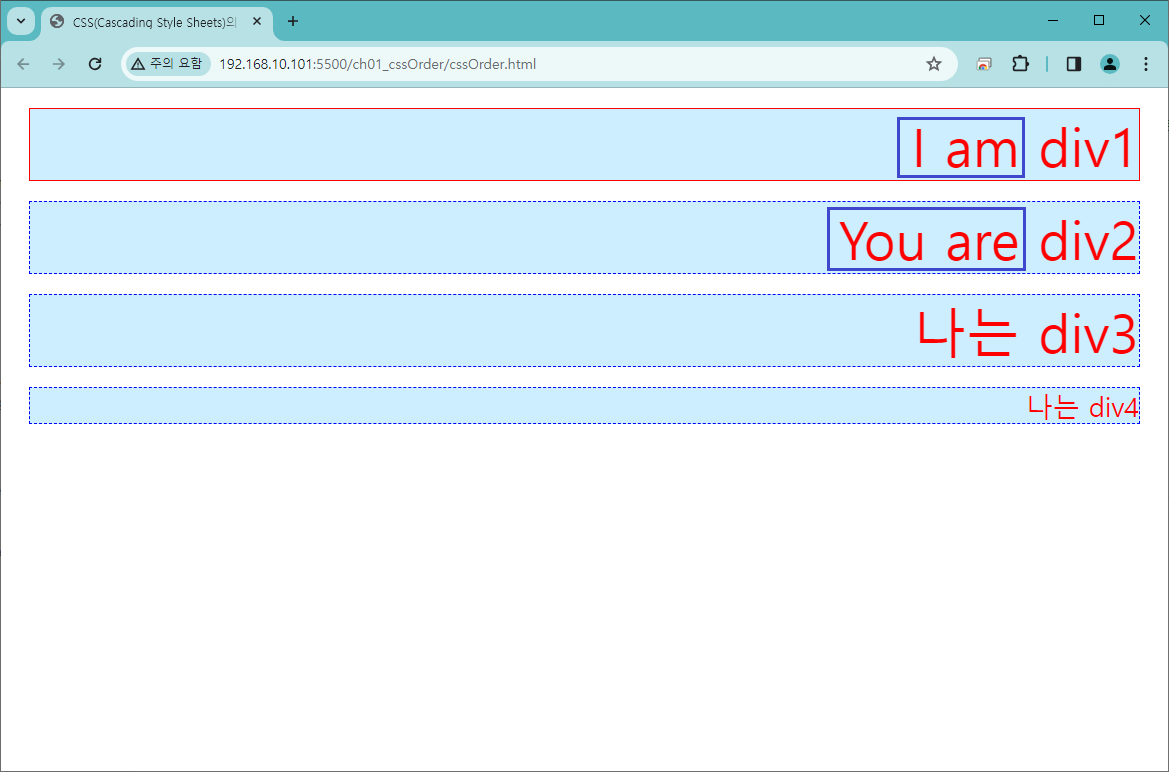 CSS(Cascading Style Sheets)의
주의 요함 192.168.10.101:5500/ch01_cssOrder/cssOrder.html
I am div1
You are div2
나는 div3
나는 div4